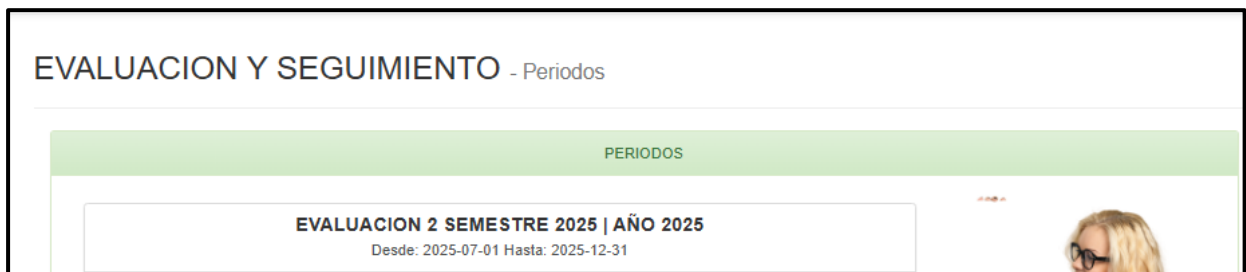 EVALUACION Y SEGUIMIENTO - Periodos
PERIODOS
EVALUACION 2 SEMESTRE 2025 | AÑO 2025
Desde: 2025-07-01 Hasta: 2025-12-31